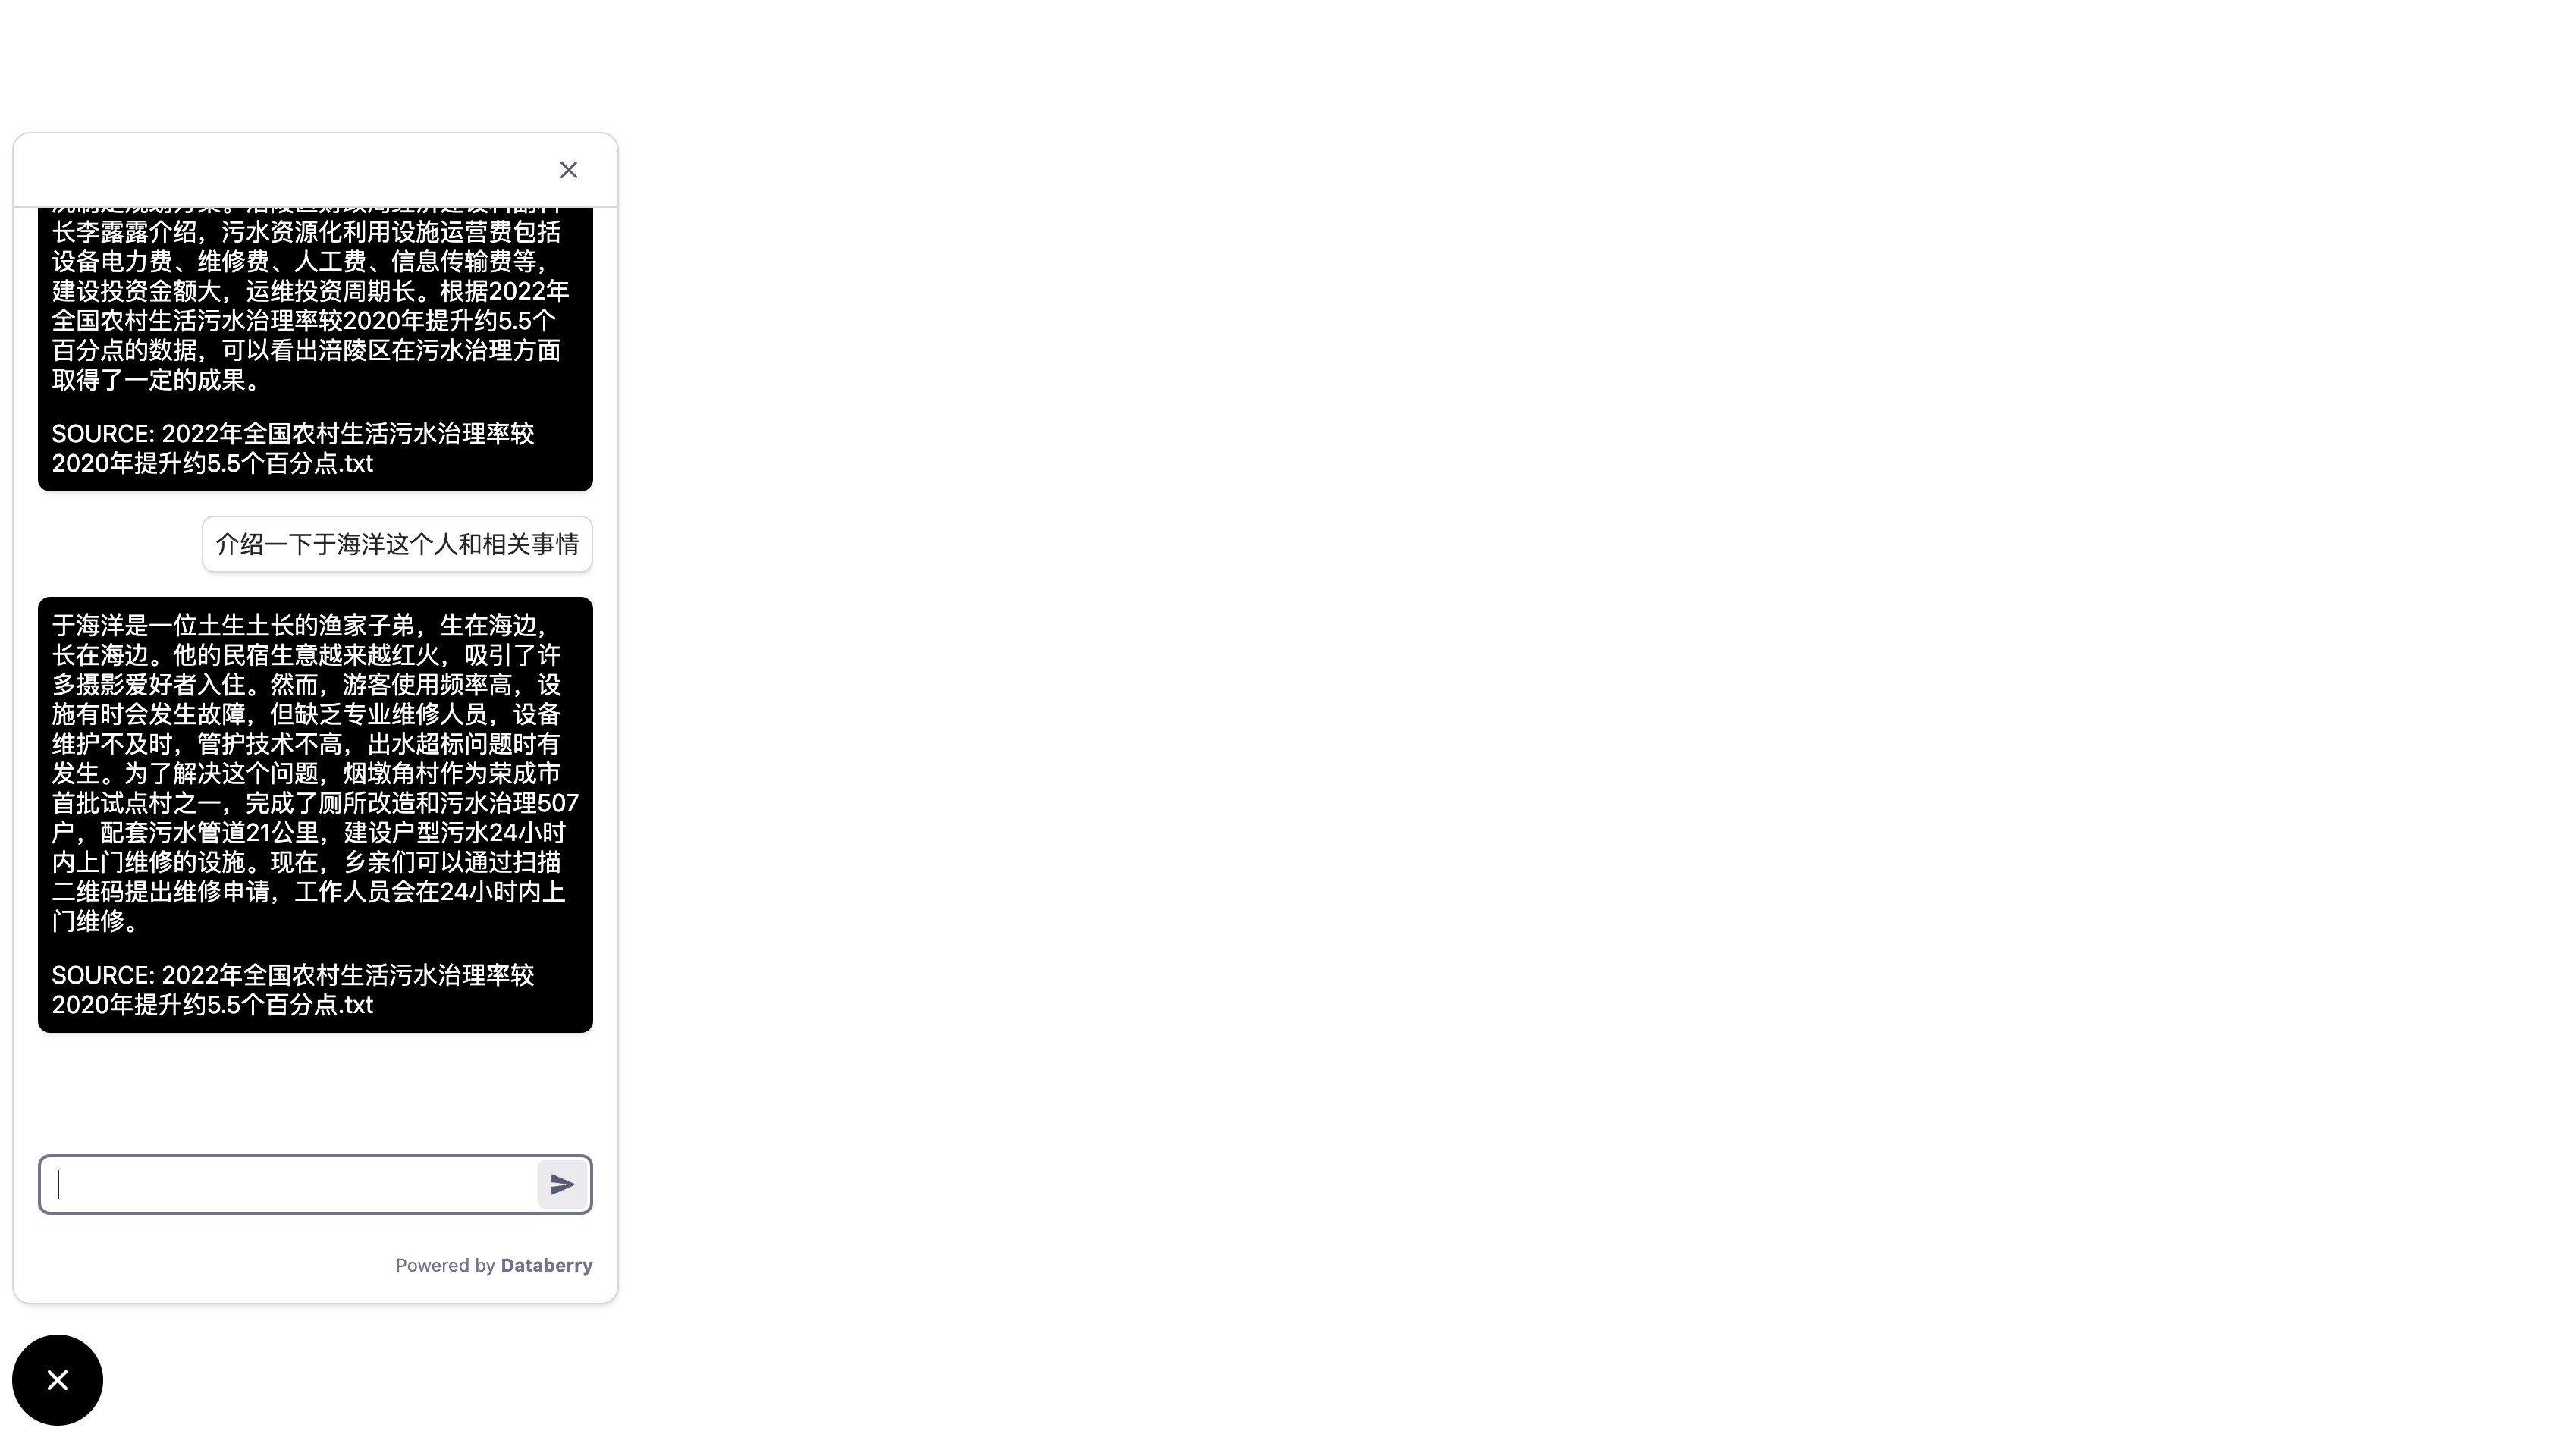 长李露露介绍，污水资源化利用设施运营费包括
设备电力费、维修费、人工费、信息传输费等，
建设投资金额大，运维投资周期长。根据2022年
全国农村生活污水治理率较2020年提升约5.5个
百分点的数据，可以看出涪陵区在污水治理方面
取得了一定的成果。
SOURCE: 2022年全国农村生活污水治理率较
2020年提升约5.5个百分点.txt
介绍一下于海洋这个人和相关事情
于海洋是一位土生土长的渔家子弟，生在海边，
长在海边。他的民宿生意越来越红火，吸引了许
多摄影爱好者入住。然而，游客使用频率高，设
施有时会发生故障，但缺乏专业维修人员，设备
维护不及时，管护技术不高，出水超标问题时有
发生。为了解决这个问题，烟墩角村作为荣成市
首批试点村之一，完成了厕所改造和污水治理507
户，配套污水管道21公里，建设户型污水24小时
内上门维修的设施。现在，乡亲们可以通过扫描
二维码提出维修申请，工作人员会在24小时内上
门维修。
SOURCE: 2022年全国农村生活污水治理率较
2020年提升约5.5个百分点.txt
Powered by Databerry